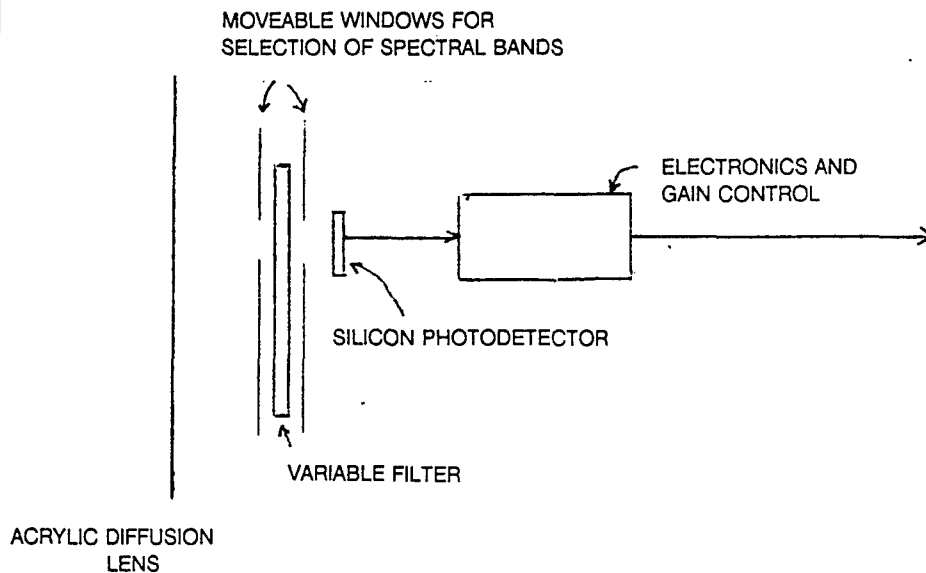 MOVEABLE WINDOWS FOR
SELECTION OF SPECTRAL BANDS
ELECTRONICS AND
GAIN CONTROL
SILICON PHOTODETECTOR
VARIABLE FILTER
ACRYLIC DIFFUSION
LENS